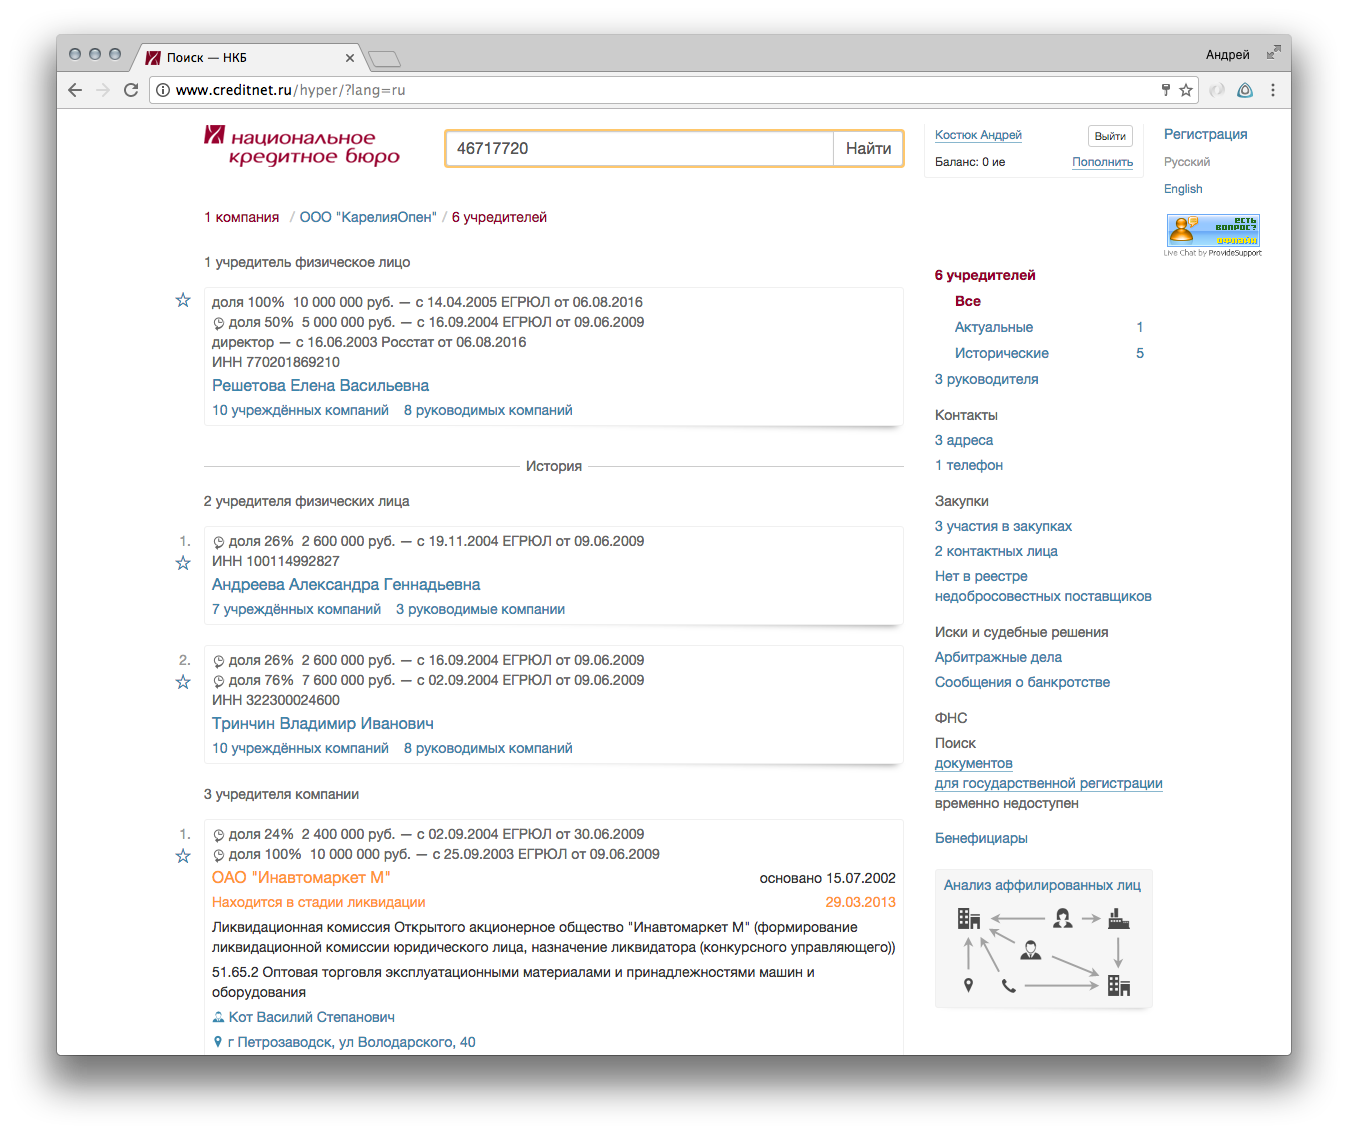 Поиск — НКБ
Андрей
www.creditnet.ru/hyper/?lang=ru
национальное
кредитное бюро
46717720
Найти
Костюк Андрей
Выйти
Баланс: 0 ие
Пополнить
Регистрация
Русский
English
есть
вопрос?
офлайн
Live Chat by ProvideSupport
1 компания / ООО "КарелияОпен" / 6 учредителей
1 учредитель физическое лицо
доля 100% 10 000 000 руб. — с 14.04.2005 ЕГРЮЛ от 06.08.2016
доля 50% 5 000 000 руб. — с 16.09.2004 ЕГРЮЛ от 09.06.2009
директор — с 16.06.2003 Росстат от 06.08.2016
ИНН 770201869210
Решетова Елена Васильевна
10 учреждённых компаний 8 руководимых компаний
История
2 учредителя физических лица
1.
доля 26% 2 600 000 руб. — с 19.11.2004 ЕГРЮЛ от 09.06.2009
ИНН 100114992827
Андреева Александра Геннадьевна
7 учреждённых компаний 3 руководимые компании
2.
доля 26% 2 600 000 руб. — с 16.09.2004 ЕГРЮЛ от 09.06.2009
доля 76% 7 600 000 руб. — с 02.09.2004 ЕГРЮЛ от 09.06.2009
ИНН 322300024600
Тринчин Владимир Иванович
10 учреждённых компаний 8 руководимых компаний
3 учредителя компании
1.
доля 24% 2 400 000 руб. — с 02.09.2004 ЕГРЮЛ от 30.06.2009
доля 100% 10 000 000 руб. — с 25.09.2003 ЕГРЮЛ от 09.06.2009
ОАО "Инавтомаркет М" основано 15.07.2002
Находится в стадии ликвидации 29.03.2013
Ликвидационная комиссия Открытого акционерное общество "Инавтомаркет М" (формирование
ликвидационной комиссии юридического лица, назначение ликвидатора (конкурсного управляющего))
51.65.2 Оптовая торговля эксплуатационными материалами и принадлежностями машин и
оборудования
Кот Василий Степанович
г Петрозаводск, ул Володарского, 40
6 учредителей
Все
Актуальные 1
Исторические 5
3 руководителя
Контакты
3 адреса
1 телефон
Закупки
3 участия в закупках
2 контактных лица
Нет в реестре
недобросовестных поставщиков
Иски и судебные решения
Арбитражные дела
Сообщения о банкротстве
ФНС
Поиск
документов
для государственной регистрации
временно недоступен
Бенефициары
Анализ аффилированных лиц